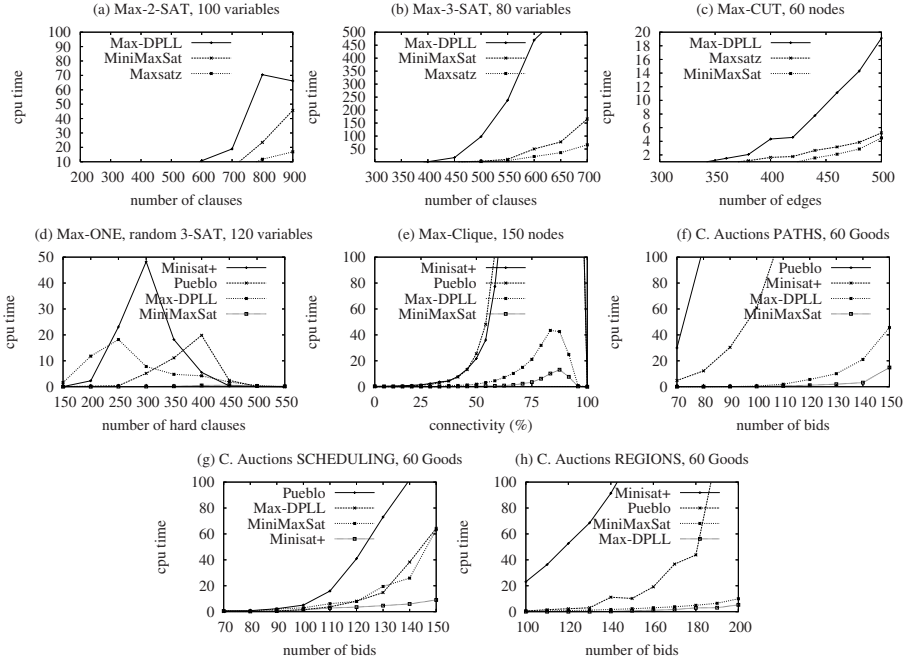 (a) Max-2-SAT, 100 variables
cpu time
100
90
80
70
60
50
40
30
20
10
Max-DPLL
MiniMaxSat
Maxsatz
200 300 400 500 600 700 800 900
number of clauses
(b) Max-3-SAT, 80 variables
cpu time
500
450
400
350
300
250
200
150
100
50
Max-DPLL
MiniMaxSat
Maxsatz
300 350 400 450 500 550 600 650 700
number of clauses
(c) Max-CUT, 60 nodes
cpu time
20
18
16
14
12
10
8
6
4
2
Max-DPLL
Maxsatz
MiniMaxSat
300 350 400 450 500
number of edges
(d) Max-ONE, random 3-SAT, 120 variables
cpu time
50
40
30
20
10
0
Minisat+
Pueblo
Max-DPLL
MiniMaxSat
150 200 250 300 350 400 450 500 550
number of hard clauses
(e) Max-Clique, 150 nodes
cpu time
100
80
60
40
20
0
Minisat+
Pueblo
Max-DPLL
MiniMaxSat
0 25 50 75 100
connectivity (%)
(f) C. Auctions PATHS, 60 Goods
cpu time
100
80
60
40
20
0
Pueblo
Minisat+
Max-DPLL
MiniMaxSat
70 80 90 100 110 120 130 140 150
number of bids
(g) C. Auctions SCHEDULING, 60 Goods
cpu time
100
80
60
40
20
0
Pueblo
Max-DPLL
MiniMaxSat
Minisat+
70 80 90 100 110 120 130 140 150
number of bids
(h) C. Auctions REGIONS, 60 Goods
cpu time
100
80
60
40
20
0
Minisat+
Pueblo
MiniMaxSat
Max-DPLL
100 120 140 160 180 200
number of bids